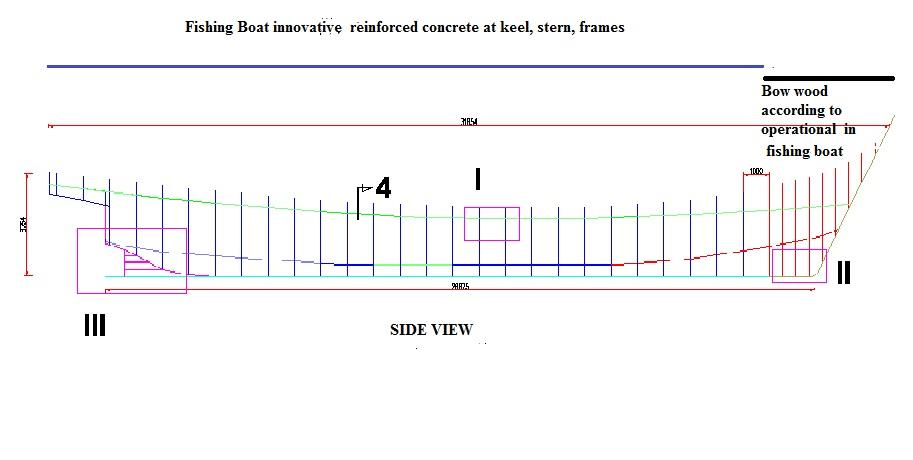 Fishing Boat innovative reinforced concrete at keel, stern, frames
Bow wood
according to
operational in
fishing boat
1000
4
I
II
III
SIDE VIEW